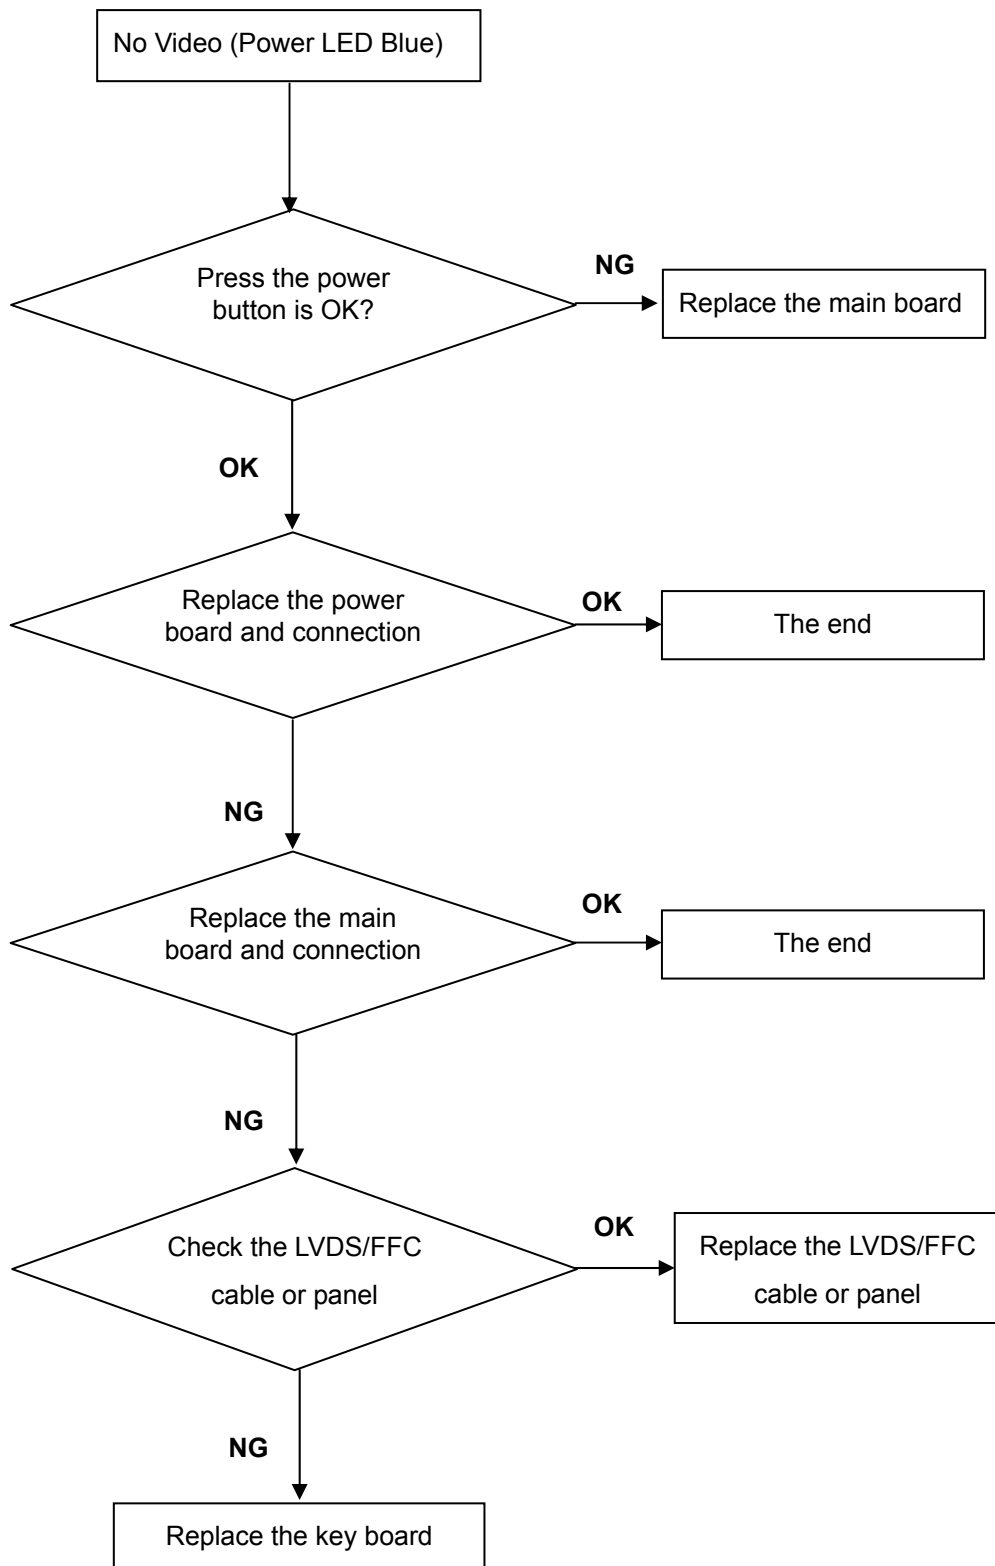 No Video (Power LED Blue)
Press the power
button is OK?
NG
Replace the main board
OK
Replace the power
board and connection
OK
The end
NG
Replace the main
board and connection
OK
The end
NG
Check the LVDS/FFC
cable or panel
OK
Replace the LVDS/FFC
cable or panel
NG
Replace the key board